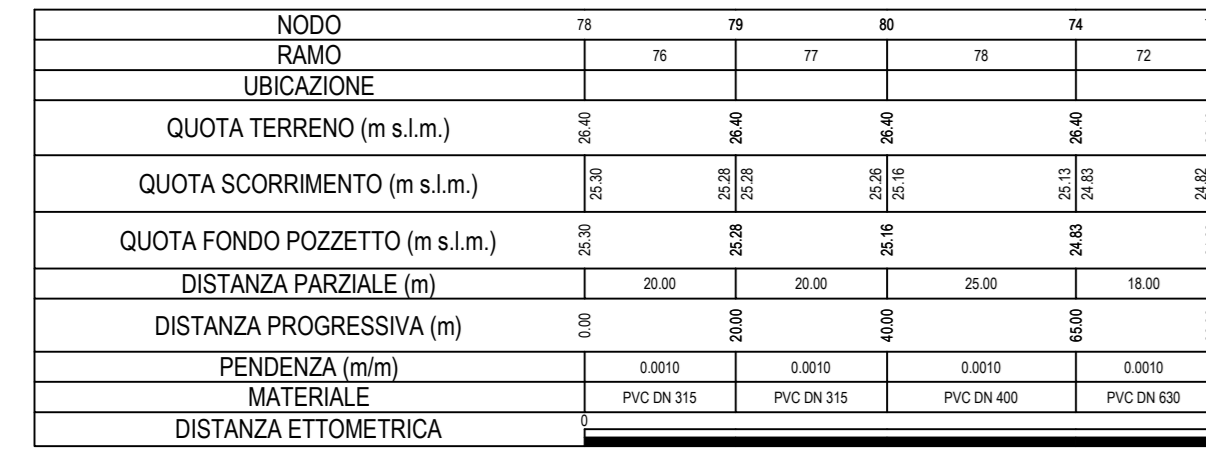 NODO 78 79 80 74
RAMO 76 77 78 72
UBICAZIONE
QUOTA TERRENO (m s.l.m.) 26.40 26.40 26.40 26.40
QUOTA SCORRIMENTO (m s.l.m.) 25.30 25.28 25.28 25.26 25.16 25.13 24.83 24.82
QUOTA FONDO POZZETTO (m s.l.m.) 25.30 25.28 25.16 24.83
DISTANZA PARZIALE (m) 20.00 20.00 25.00 18.00
DISTANZA PROGRESSIVA (m) 0.00 20.00 40.00 65.00
PENDENZA (m/m) 0.0010 0.0010 0.0010 0.0010
MATERIALE PVC DN 315 PVC DN 315 PVC DN 400 PVC DN 630
DISTANZA ETTOMETRICA 0